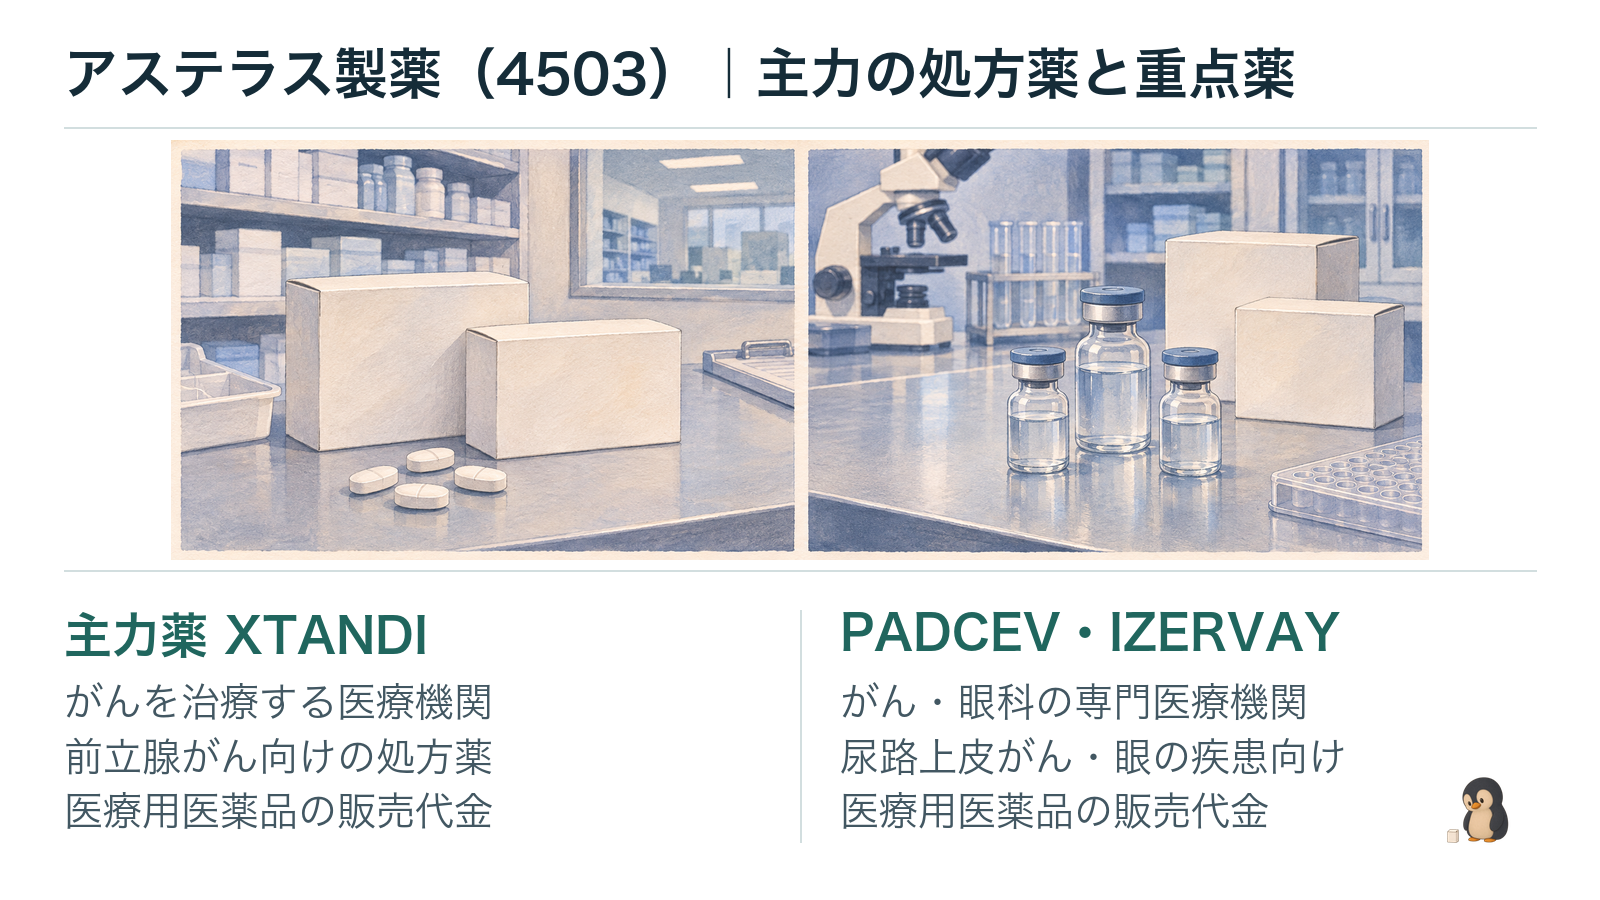 アステラス製薬（4503）｜主力の処方薬と重点薬
主力薬 XTANDI
がんを治療する医療機関
前立腺がん向けの処方薬
医療用医薬品の販売代金
PADCEV・IZERVAY
がん・眼科の専門医療機関
尿路上皮がん・眼の疾患向け
医療用医薬品の販売代金